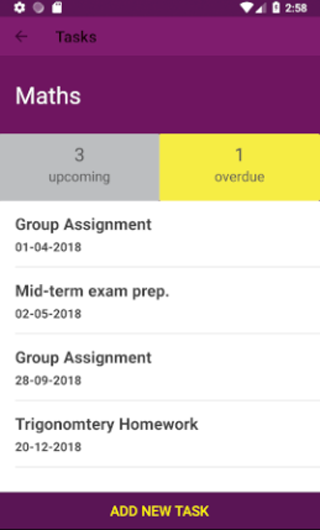 2:58
Tasks
Maths
3 1
upcoming overdue
Group Assignment
01-04-2018
Mid-term exam prep.
02-05-2018
Group Assignment
28-09-2018
Trigonomtery Homework
20-12-2018
ADD NEW TASK